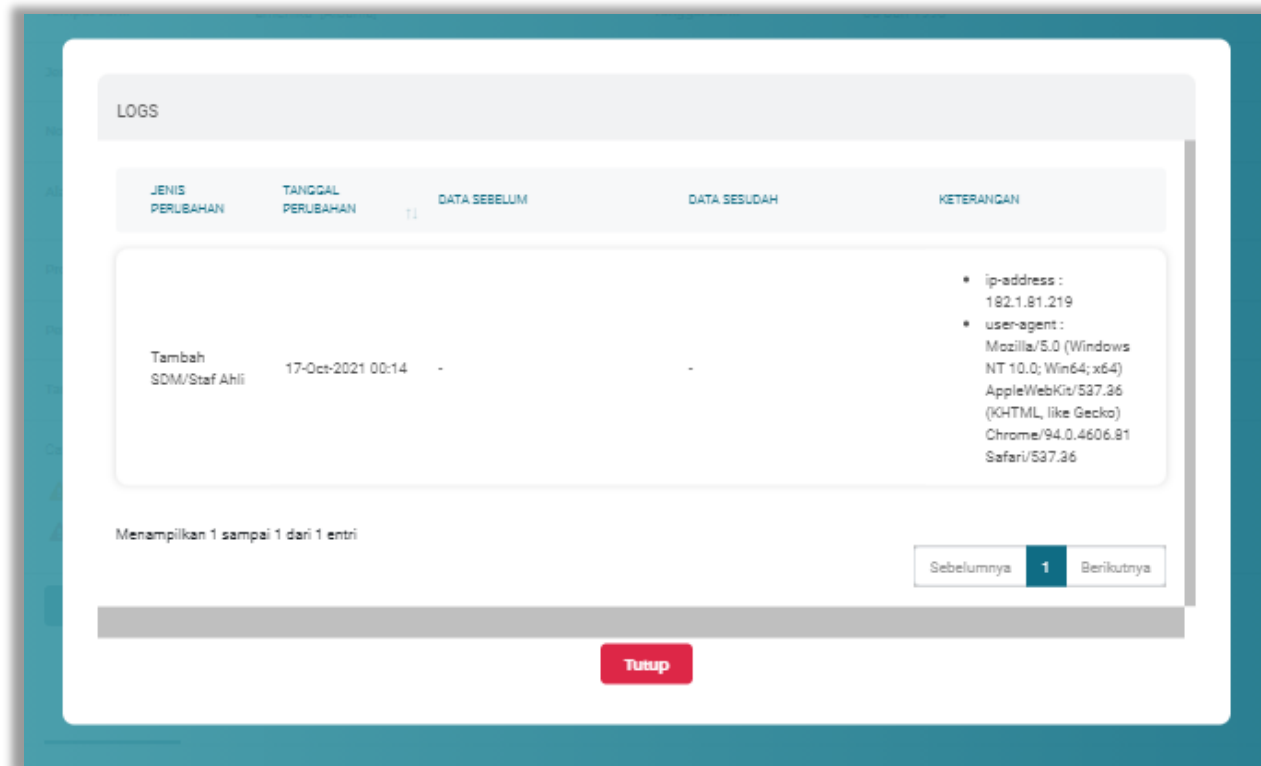 LOGS
JENIS PERUBAHAN
TANGGAL PERUBAHAN
DATA SEBELUM
DATA SESUDAH
KETERANGAN
Tambah
SDM/Staf Ahli
17-Oct-2021 00:14
-
-
• ip-address :
182.1.81.219
• user-agent :
Mozilla/5.0 (Windows
NT 10.0; Win64; x64)
AppleWebKit/537.36
(KHTML, like Gecko)
Chrome/94.0.4606.81
Safari/537.36
Menampilkan 1 sampai 1 dari 1 entri
Sebelumnya 1 Berikutnya
Tutup